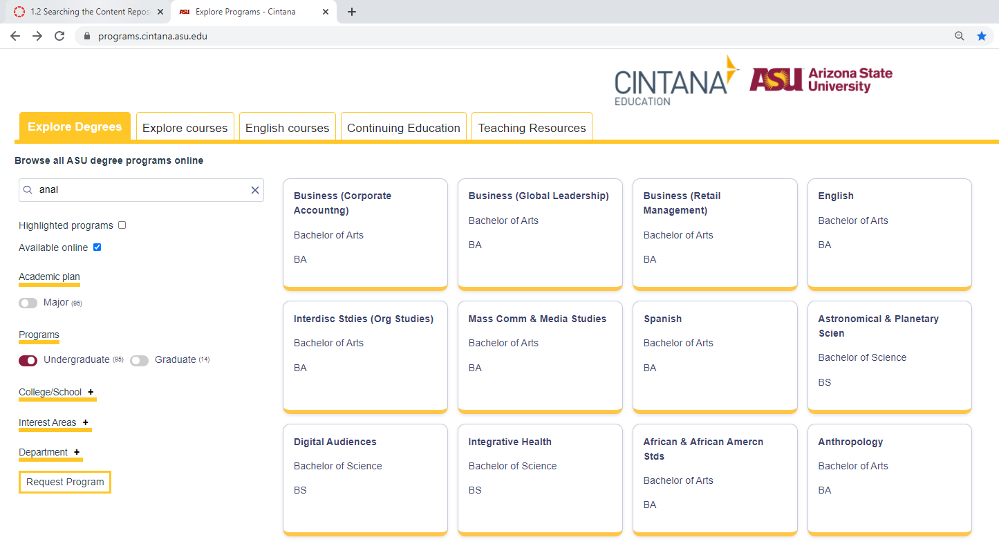 1.2 Searching the Content Repos
ASU Explore Programs - Cintana
programs.cintana.asu.edu
CINTANA
EDUCATION
ASU Arizona State
University
Explore Degrees
Explore courses
English courses
Continuing Education
Teaching Resources
Browse all ASU degree programs online
anal
Highlighted programs
Available online
Academic plan
Major (95)
Programs
Undergraduate (95) Graduate (14)
College/School +
Interest Areas +
Department +
Request Program
Business (Corporate
Accountng)
Bachelor of Arts
BA
Business (Global Leadership)
Bachelor of Arts
BA
Business (Retail
Management)
Bachelor of Arts
BA
English
Bachelor of Arts
BA
Interdisc Stdies (Org Studies)
Bachelor of Arts
BA
Mass Comm & Media Studies
Bachelor of Arts
BA
Spanish
Bachelor of Arts
BA
Astronomical & Planetary
Scien
Bachelor of Science
BS
Digital Audiences
Bachelor of Science
BS
Integrative Health
Bachelor of Science
BS
African & African Amercn
Stds
Bachelor of Arts
BA
Anthropology
Bachelor of Arts
BA